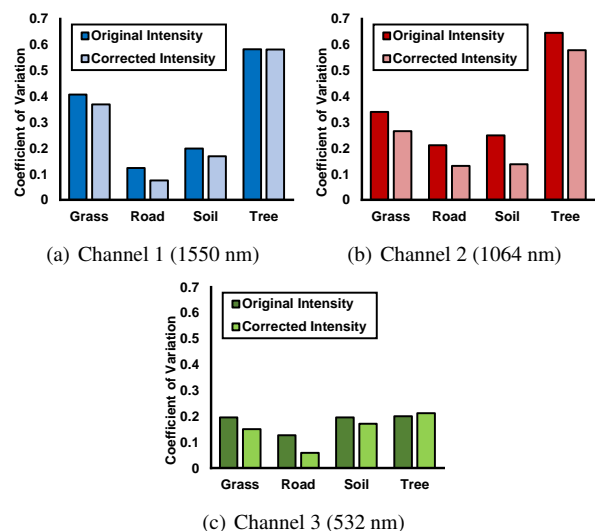 0.7
0.6
0.5
0.4
0.3
0.2
0.1
0
Coefficient of Variation
Original Intensity
Corrected Intensity
Grass Road Soil Tree
(a) Channel 1 (1550 nm)
0.7
0.6
0.5
0.4
0.3
0.2
0.1
0
Coefficient of Variation
Original Intensity
Corrected Intensity
Grass Road Soil Tree
(b) Channel 2 (1064 nm)
0.7
0.6
0.5
0.4
0.3
0.2
0.1
0
Coefficient of Variation
Original Intensity
Corrected Intensity
Grass Road Soil Tree
(c) Channel 3 (532 nm)